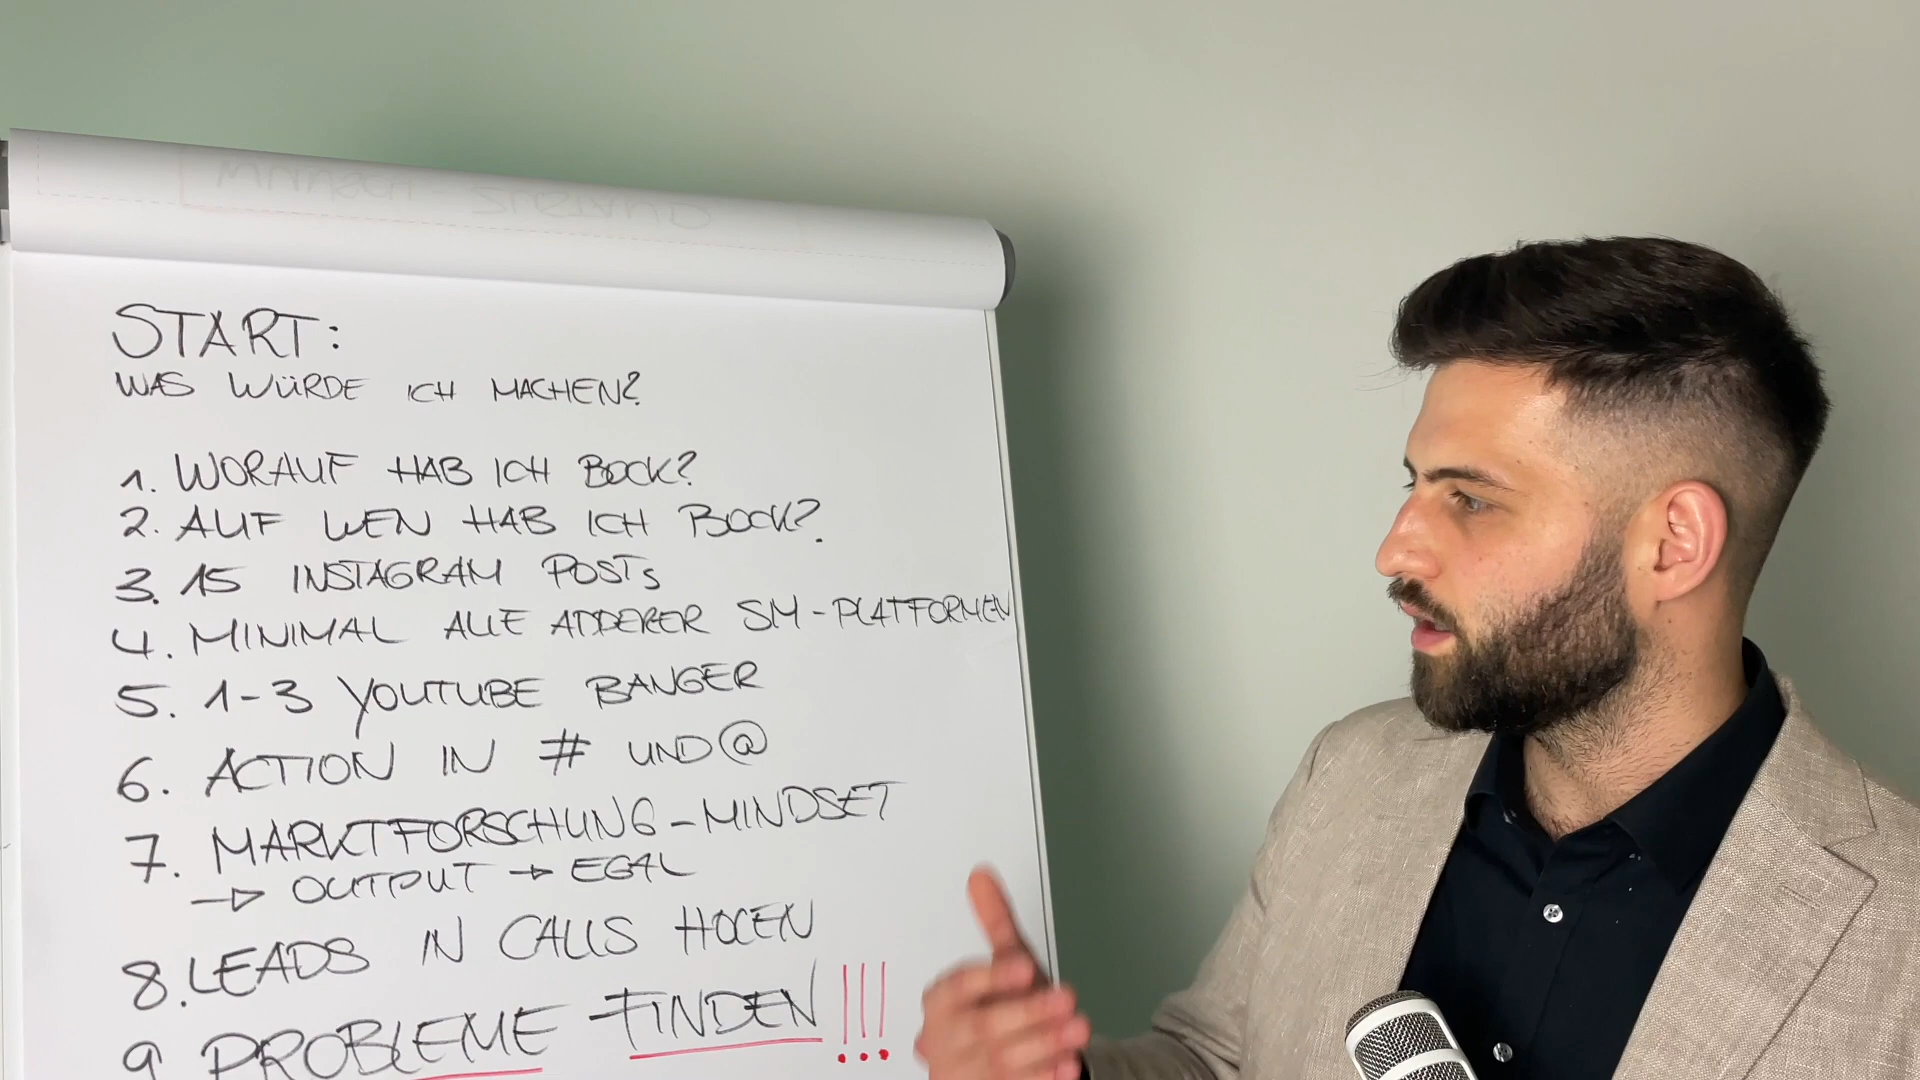 START:
WAS WÜRDE ICH MACHEN?
1. WORAUF HAB ICH BOCK?
2. AUF WEN HAB ICH BOCK?
3. 15 INSTAGRAM POSTS
4. MINIMAL ALLE ANDERER SM-PLATFORMEN
5. 1-3 YOUTUBE BANGER
6. ACTION IN # UND @
7. MARKTFORSCHUNG-MINDSET
→ OUTPUT → EGAL
8. LEADS IN CALLS HOLEN
9 PROBLEME FINDEN!!!